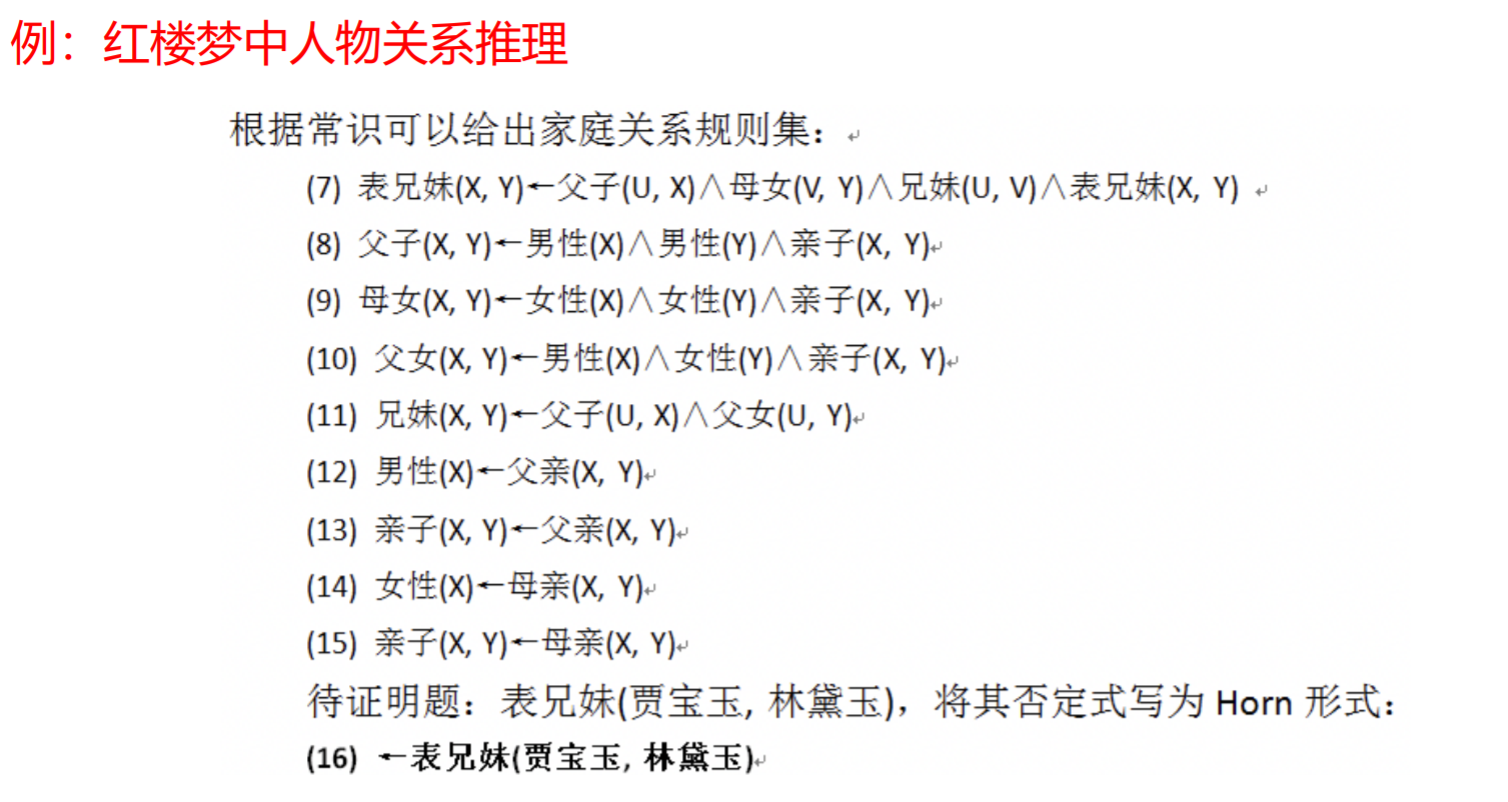 例：红楼梦中人物关系推理
根据常识可以给出家庭关系规则集：
(7) 表兄妹(X, Y)←父子(U, X)∧母女(V, Y)∧兄妹(U, V)∧表兄妹(X, Y)
(8) 父子(X, Y)←男性(X)∧男性(Y)∧亲子(X, Y)
(9) 母女(X, Y)←女性(X)∧女性(Y)∧亲子(X, Y)
(10) 父女(X, Y)←男性(X)∧女性(Y)∧亲子(X, Y)
(11) 兄妹(X, Y)←父子(U, X)∧父女(U, Y)
(12) 男性(X)←父亲(X, Y)
(13) 亲子(X, Y)←父亲(X, Y)
(14) 女性(X)←母亲(X, Y)
(15) 亲子(X, Y)←母亲(X, Y)
待证明题：表兄妹(贾宝玉, 林黛玉)，将其否定式写为 Horn 形式：
(16) ←表兄妹(贾宝玉, 林黛玉)